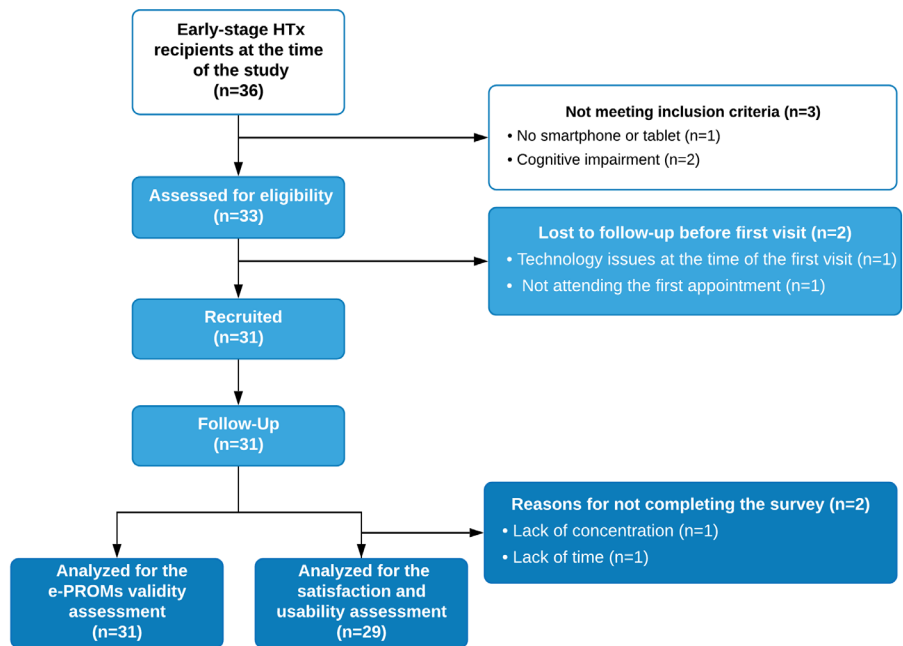 Early-stage HTx
recipients at the time
of the study
(n=36)
Not meeting inclusion criteria (n=3)
• No smartphone or tablet (n=1)
• Cognitive impairment (n=2)
Assessed for eligibility
(n=33)
Lost to follow-up before first visit (n=2)
• Technology issues at the time of the first visit (n=1)
• Not attending the first appointment (n=1)
Recruited
(n=31)
Follow-Up
(n=31)
Reasons for not completing the survey (n=2)
• Lack of concentration (n=1)
• Lack of time (n=1)
Analyzed for the
e-PROMs validity
assessment
(n=31)
Analyzed for the
satisfaction and
usability assessment
(n=29)